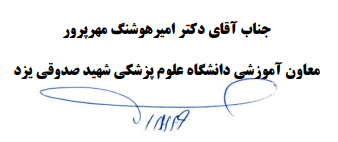 جناب آقای دکتر امیرهوشنگ مهرپرور
معاون آموزشی دانشگاه علوم پزشکی شهید صدوقی یزد